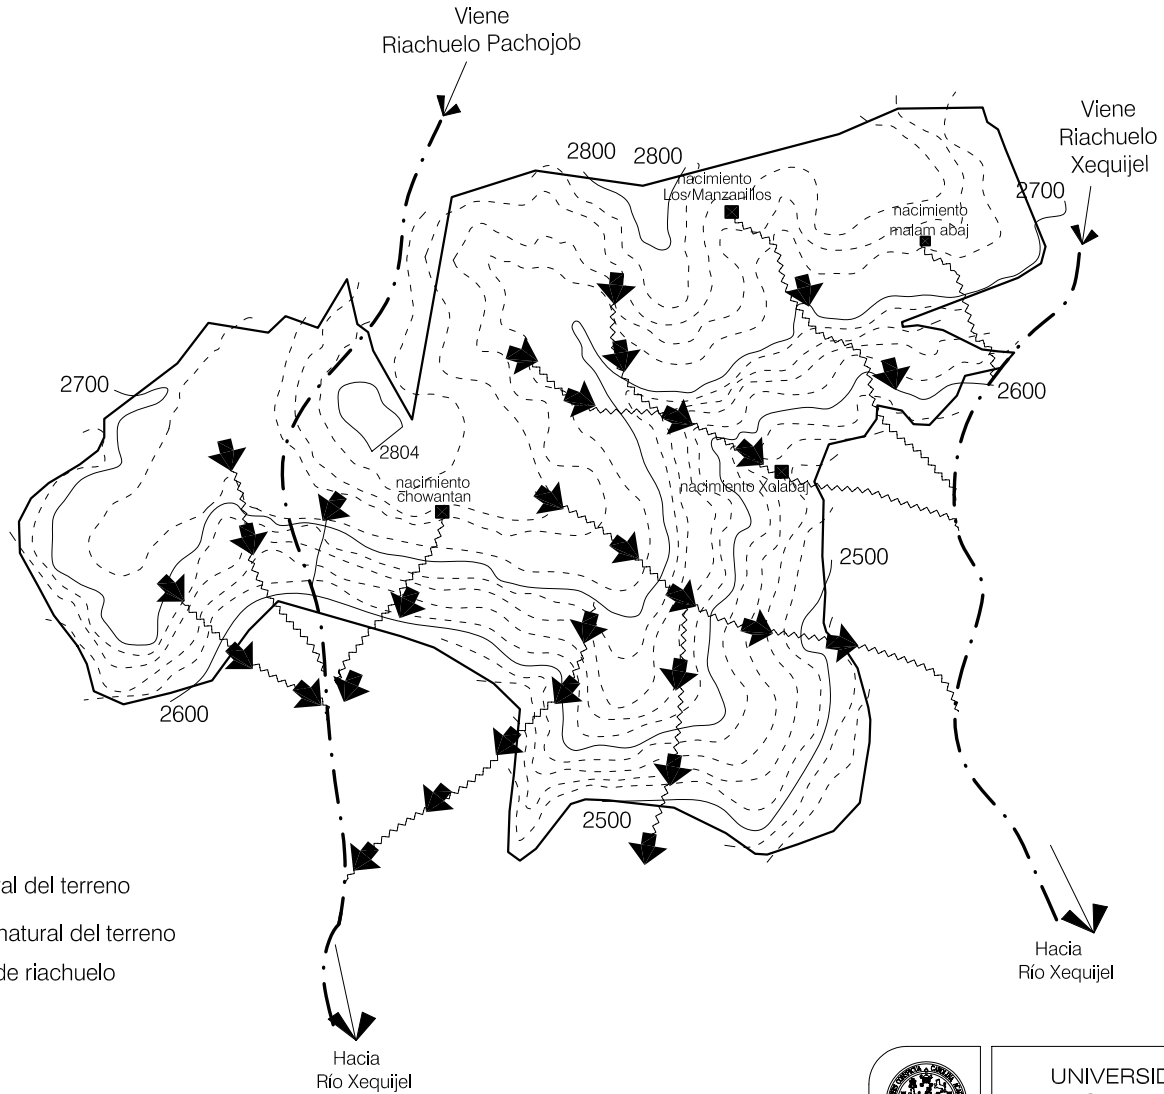 Viene
Riachuelo Pachojob
Viene
Riachuelo
Xequijel
2800
2800
nacimiento
Los Manzanillos
2700
nacimiento
malam abaj
2700
2600
2804
nacimiento
chowantan
nacimiento Xolabaj
2500
2600
2500
al del terreno
natural del terreno
de riachuelo
Hacia
Río Xequijel
Hacia
Río Xequijel
UNIVERSID